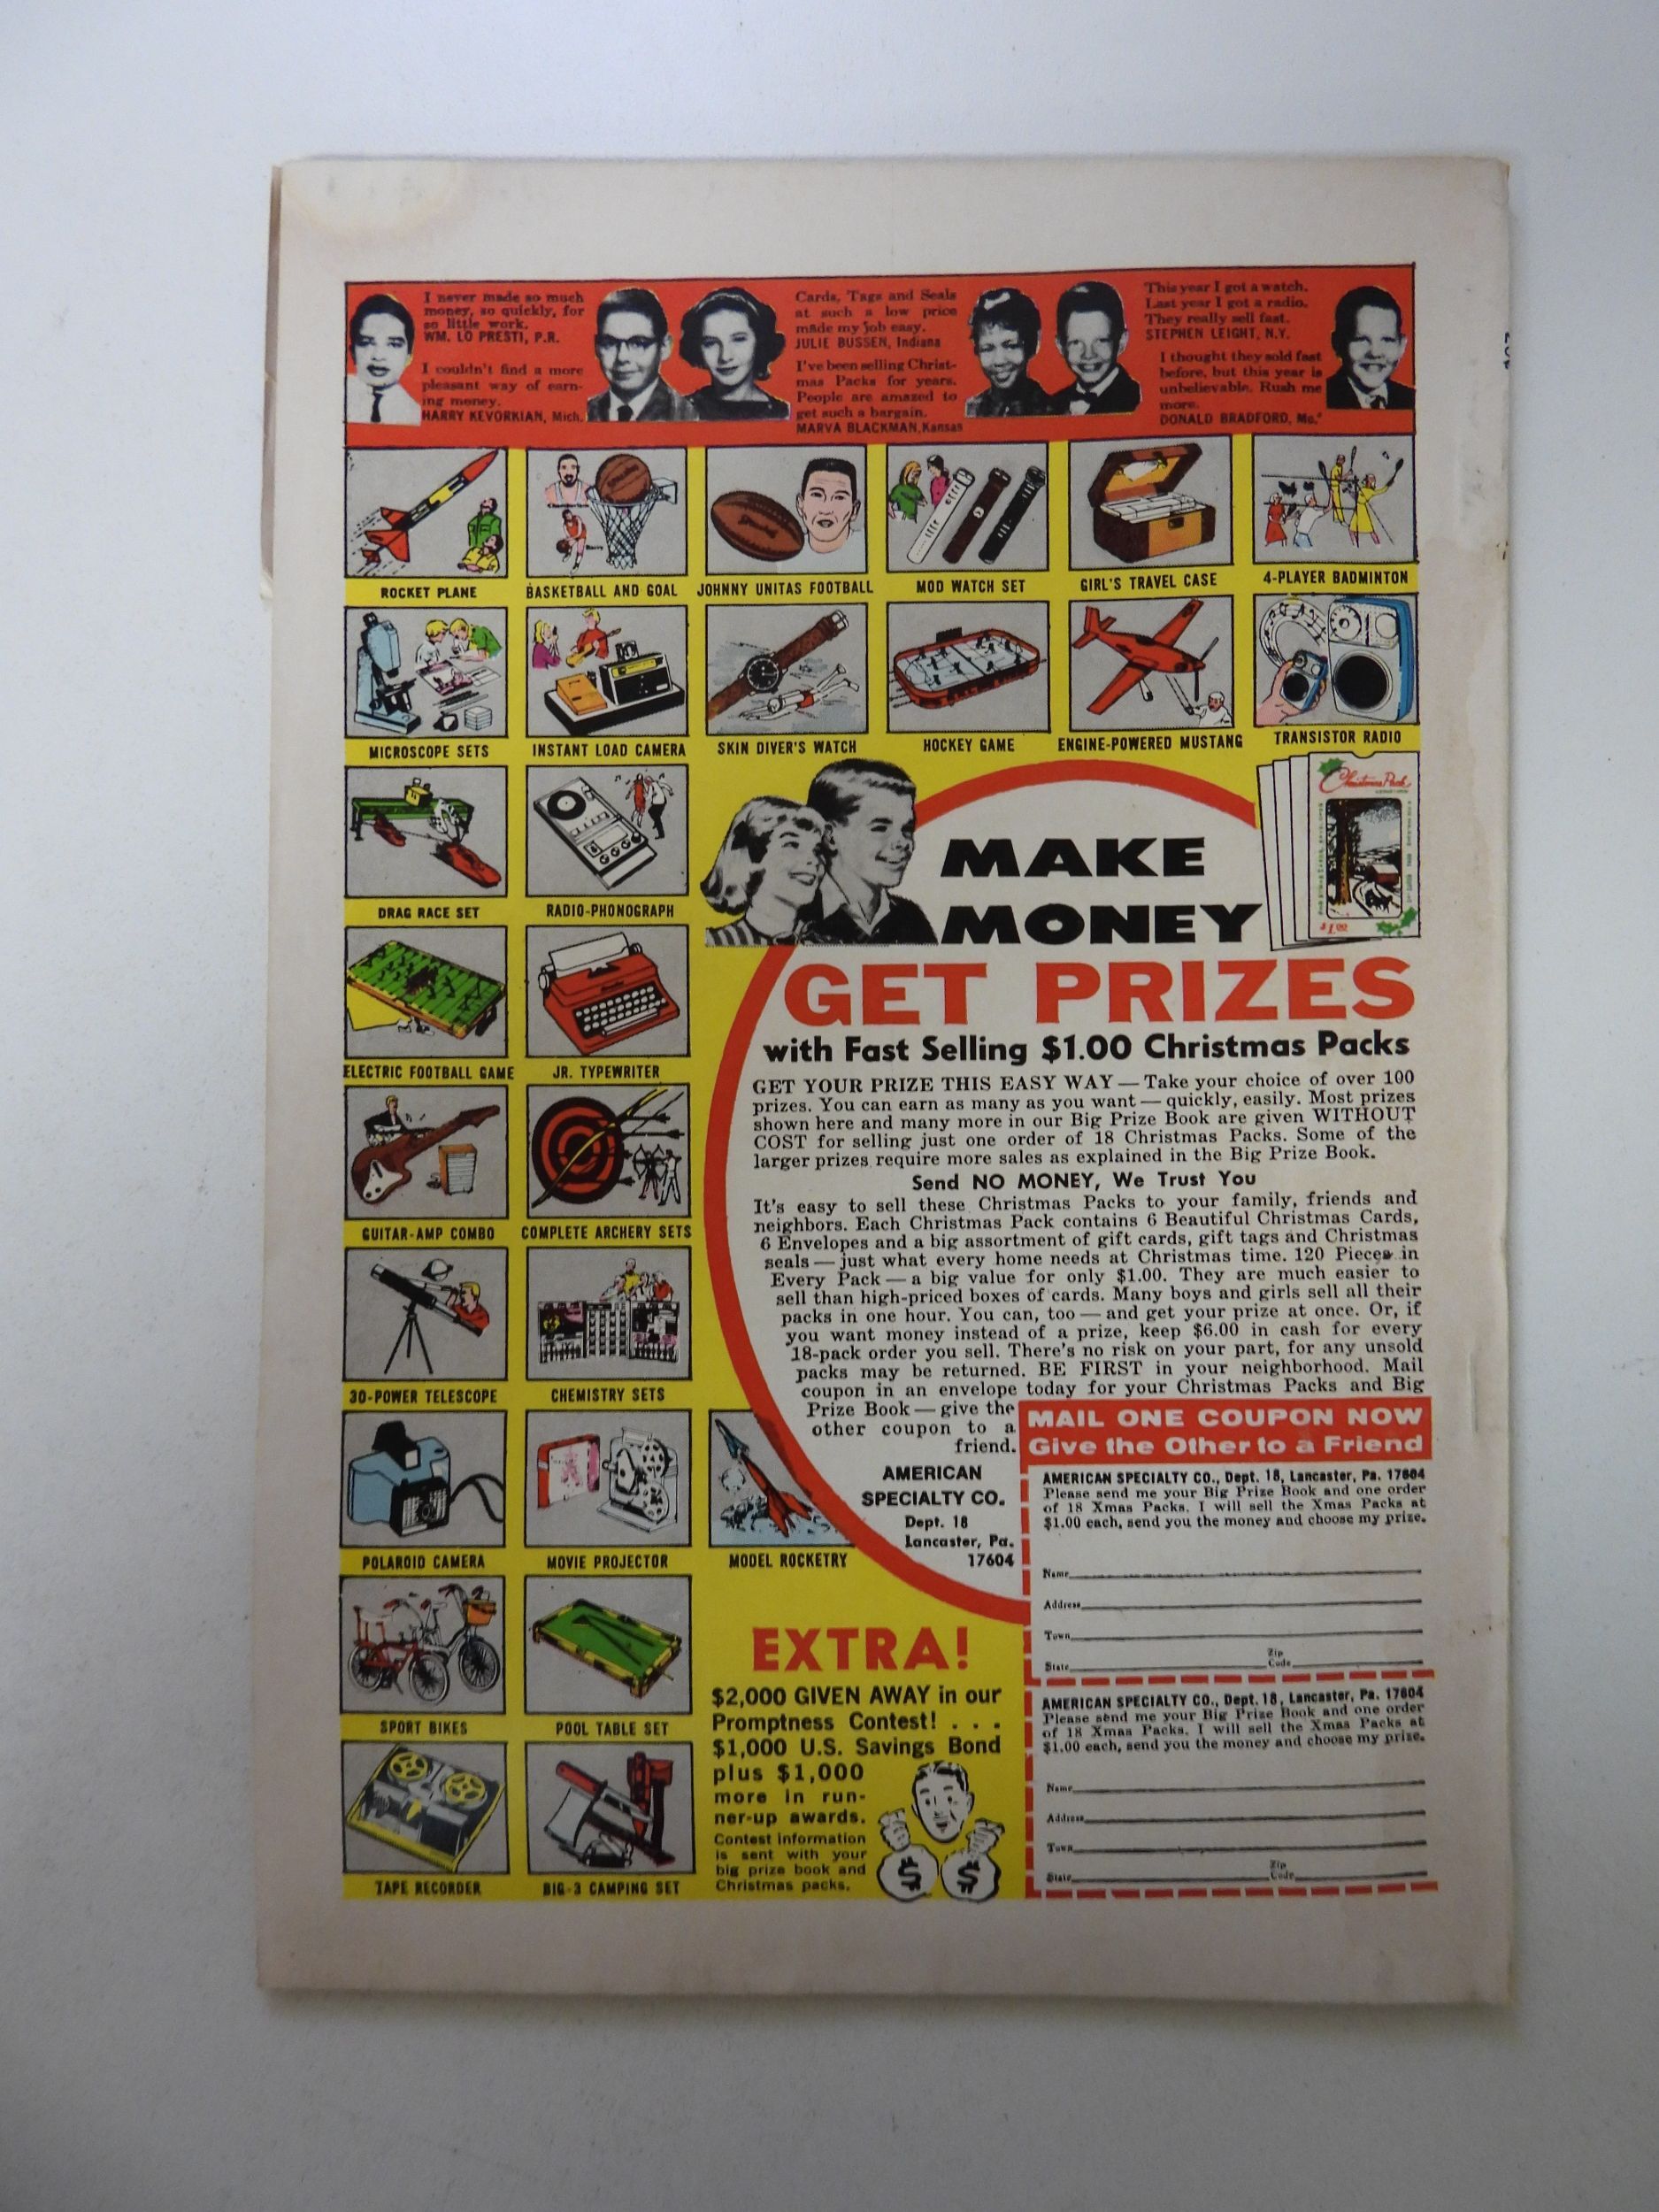 I never made so much
money, so quickly, for
so little work.
WM. LO PRESTI, P.R.
I couldn't find a more
pleasant way of earn-
ing money.
HARRY KEVORKIAN, Mich.
Cards, Tags and Seals
at such a low price
made my job easy.
JULIE BUSSEN, Indiana
I've been selling Christ-
mas Packs for years.
People are amazed to
get such a bargain.
MARVA BLACKMAN, Kansas
This year I got a watch.
Last year I got a radio.
They really sell fast.
STEPHEN LEIGHT, N.Y.
I thought they sold fast
before, but this year is
unbelievable. Rush me
more.
DONALD BRADFORD, Mo.
ROCKET PLANE
BASKETBALL AND GOAL
JOHNNY UNITAS FOOTBALL
MOD WATCH SET
GIRL'S TRAVEL CASE
4-PLAYER BADMINTON
MICROSCOPE SETS
INSTANT LOAD CAMERA
SKIN DIVER'S WATCH
HOCKEY GAME
ENGINE-POWERED MUSTANG
TRANSISTOR RADIO
DRAG RACE SET
RADIO-PHONOGRAPH
ELECTRIC FOOTBALL GAME
JR. TYPEWRITER
GUITAR-AMP COMBO
COMPLETE ARCHERY SETS
30-POWER TELESCOPE
CHEMISTRY SETS
POLAROID CAMERA
MOVIE PROJECTOR
MODEL ROCKETRY
SPORT BIKES
POOL TABLE SET
TAPE RECORDER
BIG-3 CAMPING SET
Christmas Pack
MAKE
MONEY
GET PRIZES
with Fast Selling $1.00 Christmas Packs
GET YOUR PRIZE THIS EASY WAY — Take your choice of over 100
prizes. You can earn as many as you want — quickly, easily. Most prizes
shown here and many more in our Big Prize Book are given WITHOUT
COST for selling just one order of 18 Christmas Packs. Some of the
larger prizes require more sales as explained in the Big Prize Book.
Send NO MONEY, We Trust You
It's easy to sell these Christmas Packs to your family, friends and
neighbors. Each Christmas Pack contains 6 Beautiful Christmas Cards,
6 Envelopes and a big assortment of gift cards, gift tags and Christmas
seals — just what every home needs at Christmas time. 120 Pieces in
Every Pack — a big value for only $1.00. They are much easier to
sell than high-priced boxes of cards. Many boys and girls sell all their
packs in one hour. You can, too — and get your prize at once. Or, if
you want money instead of a prize, keep $6.00 in cash for every
18-pack order you sell. There's no risk on your part, for any unsold
packs may be returned. BE FIRST in your neighborhood. Mail
coupon in an envelope today for your Christmas Packs and Big
Prize Book — give the
other coupon to a
friend.
AMERICAN
SPECIALTY CO.
Dept. 18
Lancaster, Pa.
17604
MAIL ONE COUPON NOW
Give the Other to a Friend
AMERICAN SPECIALTY CO., Dept. 18, Lancaster, Pa. 17604
Please send me your Big Prize Book and one order
of 18 Xmas Packs. I will sell the Xmas Packs at
$1.00 each, send you the money and choose my prize.
Name
Address
Town
State Zip Code
AMERICAN SPECIALTY CO., Dept. 18, Lancaster, Pa. 17604
Please send me your Big Prize Book and one order
of 18 Xmas Packs. I will sell the Xmas Packs at
$1.00 each, send you the money and choose my prize.
Name
Address
Town
State Zip Code
EXTRA!
$2,000 GIVEN AWAY in our
Promptness Contest! . . .
$1,000 U.S. Savings Bond
plus $1,000
more in run-
ner-up awards.
Contest information
is sent with your
big prize book and
Christmas packs.
$ $